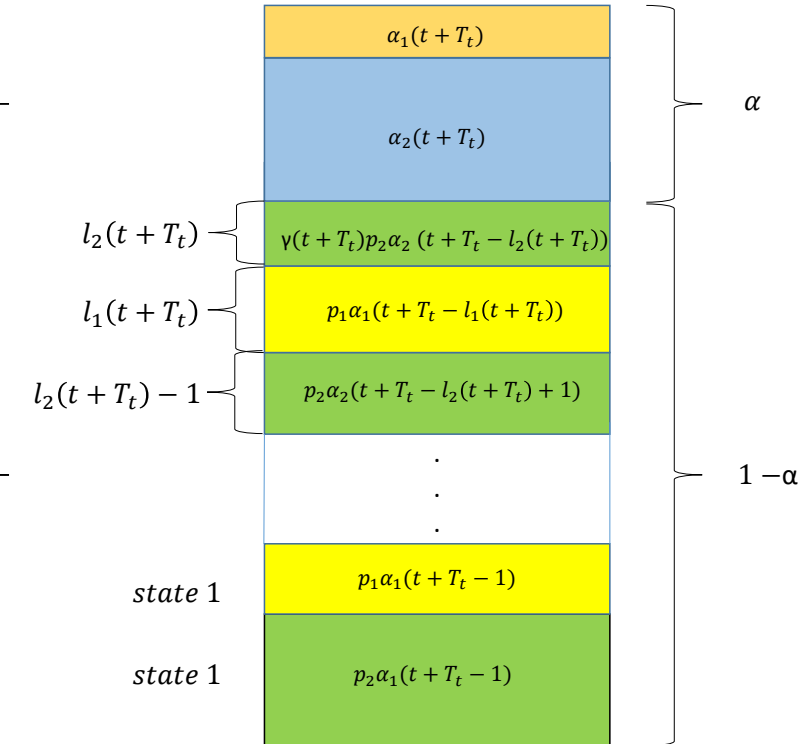 α₁(t + Tₜ)
α
α₂(t + Tₜ)
l₂(t + Tₜ)
γ(t + Tₜ)p₂α₂ (t + Tₜ − l₂(t + Tₜ))
l₁(t + Tₜ)
p₁α₁(t + Tₜ − l₁(t + Tₜ))
l₂(t + Tₜ) − 1
p₂α₂(t + Tₜ − l₂(t + Tₜ) + 1)
.
.
.
1 −α
state 1
p₁α₁(t + Tₜ − 1)
state 1
p₂α₁(t + Tₜ − 1)